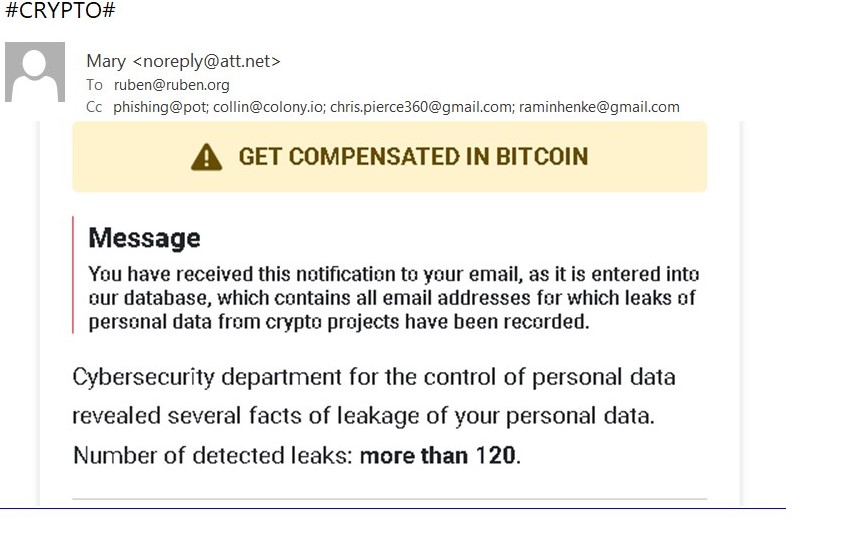 #CRYPTO#
Mary <noreply@att.net>
To ruben@ruben.org
Cc phishing@pot; collin@colony.io; chris.pierce360@gmail.com; raminhenke@gmail.com
GET COMPENSATED IN BITCOIN
Message
You have received this notification to your email, as it is entered into
our database, which contains all email addresses for which leaks of
personal data from crypto projects have been recorded.
Cybersecurity department for the control of personal data
revealed several facts of leakage of your personal data.
Number of detected leaks: more than 120.